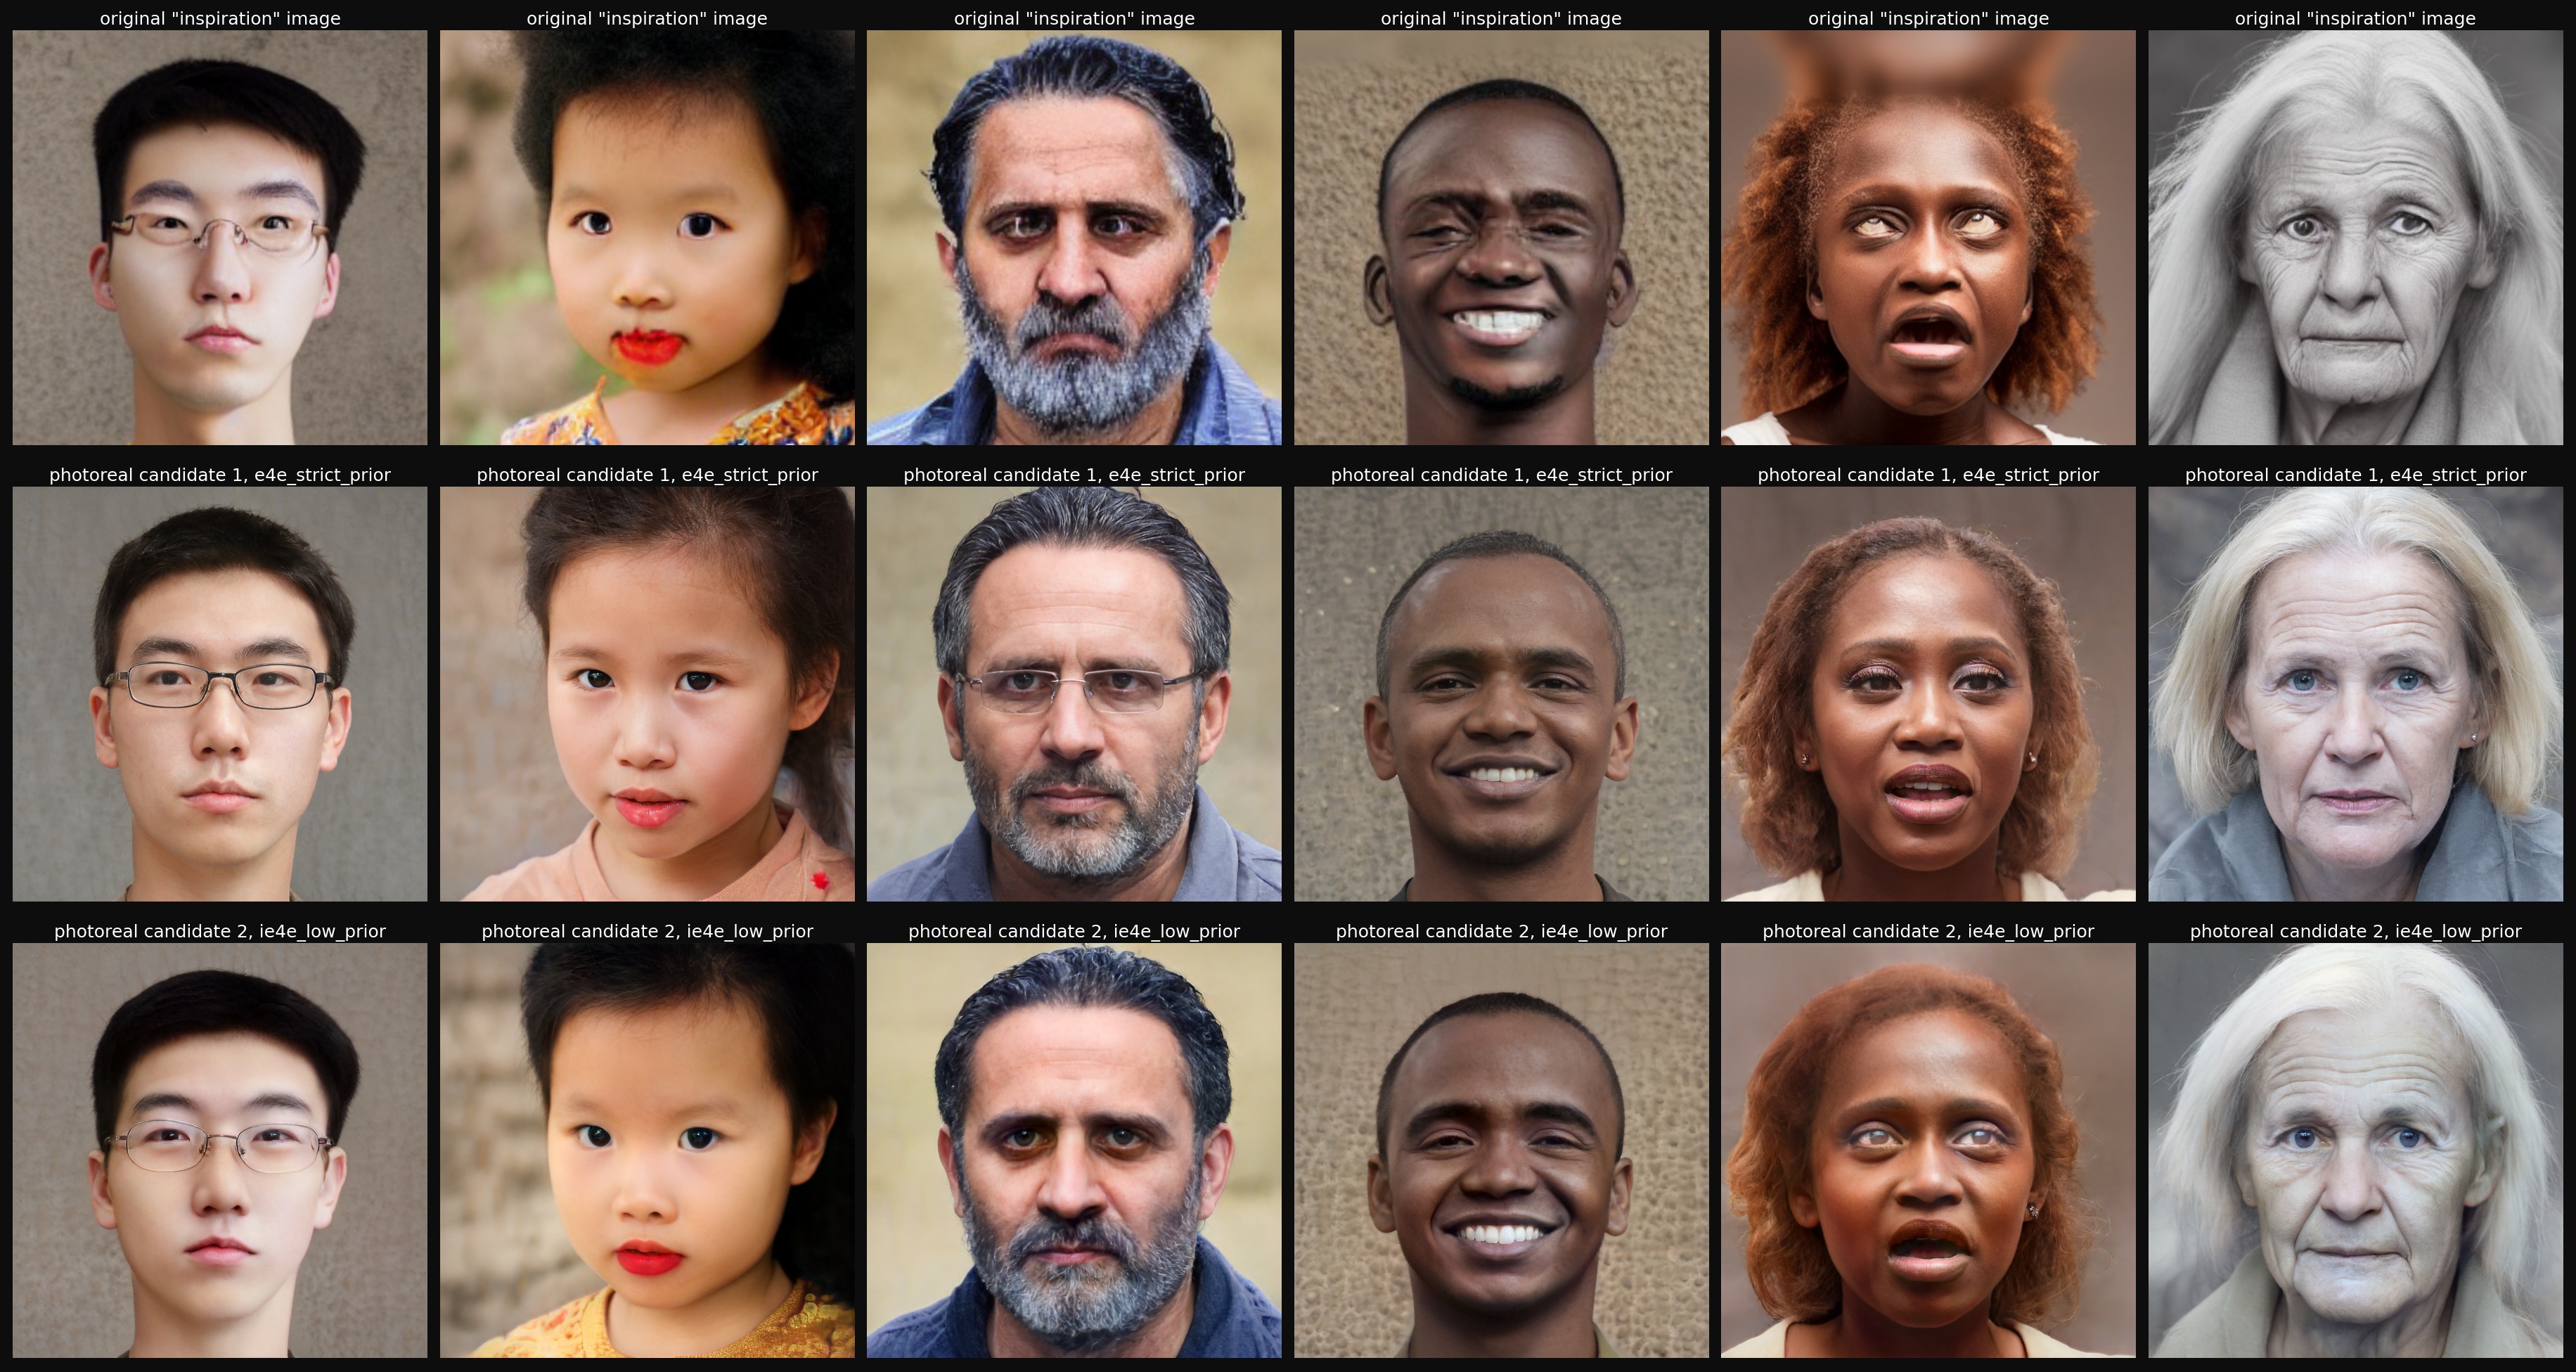 original "inspiration" image
original "inspiration" image
original "inspiration" image
original "inspiration" image
original "inspiration" image
original "inspiration" image
photoreal candidate 1, e4e_strict_prior
photoreal candidate 1, e4e_strict_prior
photoreal candidate 1, e4e_strict_prior
photoreal candidate 1, e4e_strict_prior
photoreal candidate 1, e4e_strict_prior
photoreal candidate 1, e4e_strict_prior
photoreal candidate 2, ie4e_low_prior
photoreal candidate 2, ie4e_low_prior
photoreal candidate 2, ie4e_low_prior
photoreal candidate 2, ie4e_low_prior
photoreal candidate 2, ie4e_low_prior
photoreal candidate 2, ie4e_low_prior